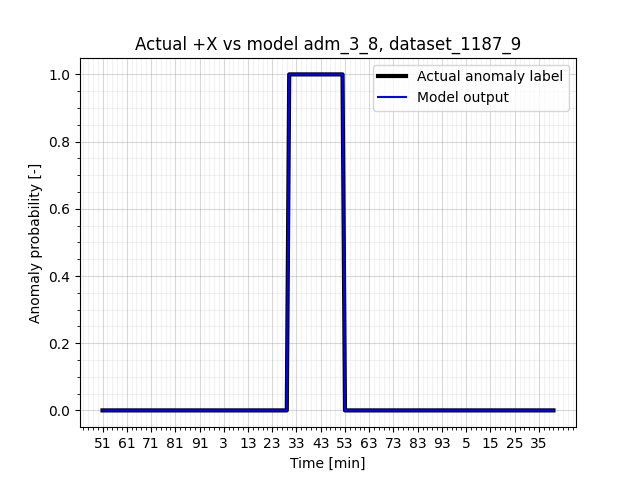 Actual +X vs model adm_3_8, dataset_1187_9
Actual anomaly label
Model output
Anomaly probability [-]
1.0
0.8
0.6
0.4
0.2
0.0
51 61 71 81 91 3 13 23 33 43 53 63 73 83 93 5 15 25 35
Time [min]